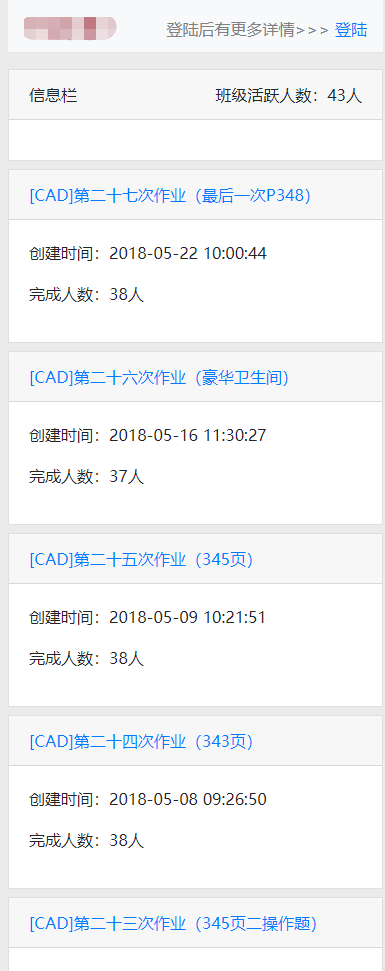 登陆后有更多详情>>> 登陆
信息栏 班级活跃人数：43人
[CAD]第二十七次作业（最后一次P348）
创建时间：2018-05-22 10:00:44
完成人数：38人
[CAD]第二十六次作业（豪华卫生间）
创建时间：2018-05-16 11:30:27
完成人数：37人
[CAD]第二十五次作业（345页）
创建时间：2018-05-09 10:21:51
完成人数：38人
[CAD]第二十四次作业（343页）
创建时间：2018-05-08 09:26:50
完成人数：38人
[CAD]第二十三次作业（345页二操作题）